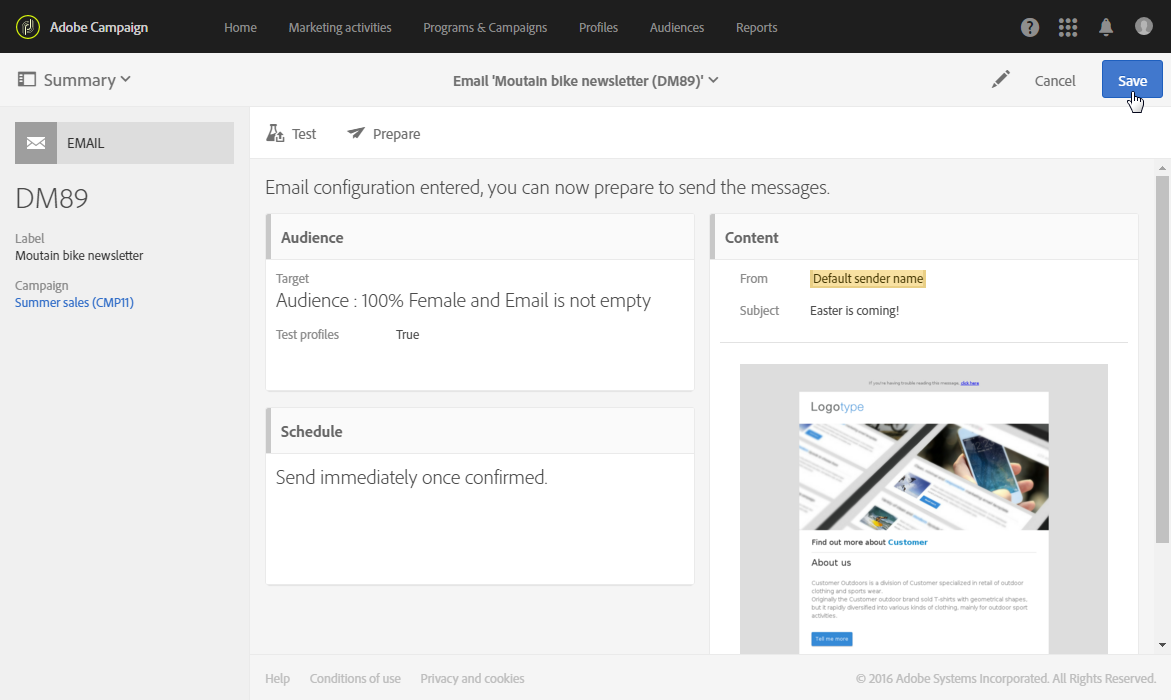 Adobe Campaign
Home
Marketing activities
Programs & Campaigns
Profiles
Audiences
Reports
?
Summary
Email 'Moutain bike newsletter (DM89)'
Cancel
Save
EMAIL
DM89
Label
Moutain bike newsletter
Campaign
Summer sales (CMP11)
Test
Prepare
Email configuration entered, you can now prepare to send the messages.
Audience
Target
Audience : 100% Female and Email is not empty
Test profiles True
Schedule
Send immediately once confirmed.
Content
From Default sender name
Subject Easter is coming!
If you're having trouble reading this message, click here
Logotype
Find out more about Customer
About us
Customer Outdoors is a division of Customer specialized in retail of outdoor
clothing and sports wear.
Originally the Customer outdoor brand sold T-shirts with geometrical shapes,
but it rapidly diversified into various kinds of clothing, mainly for outdoor sport
activities.
Tell me more
Help
Conditions of use
Privacy and cookies
© 2016 Adobe Systems Incorporated. All Rights Reserved.